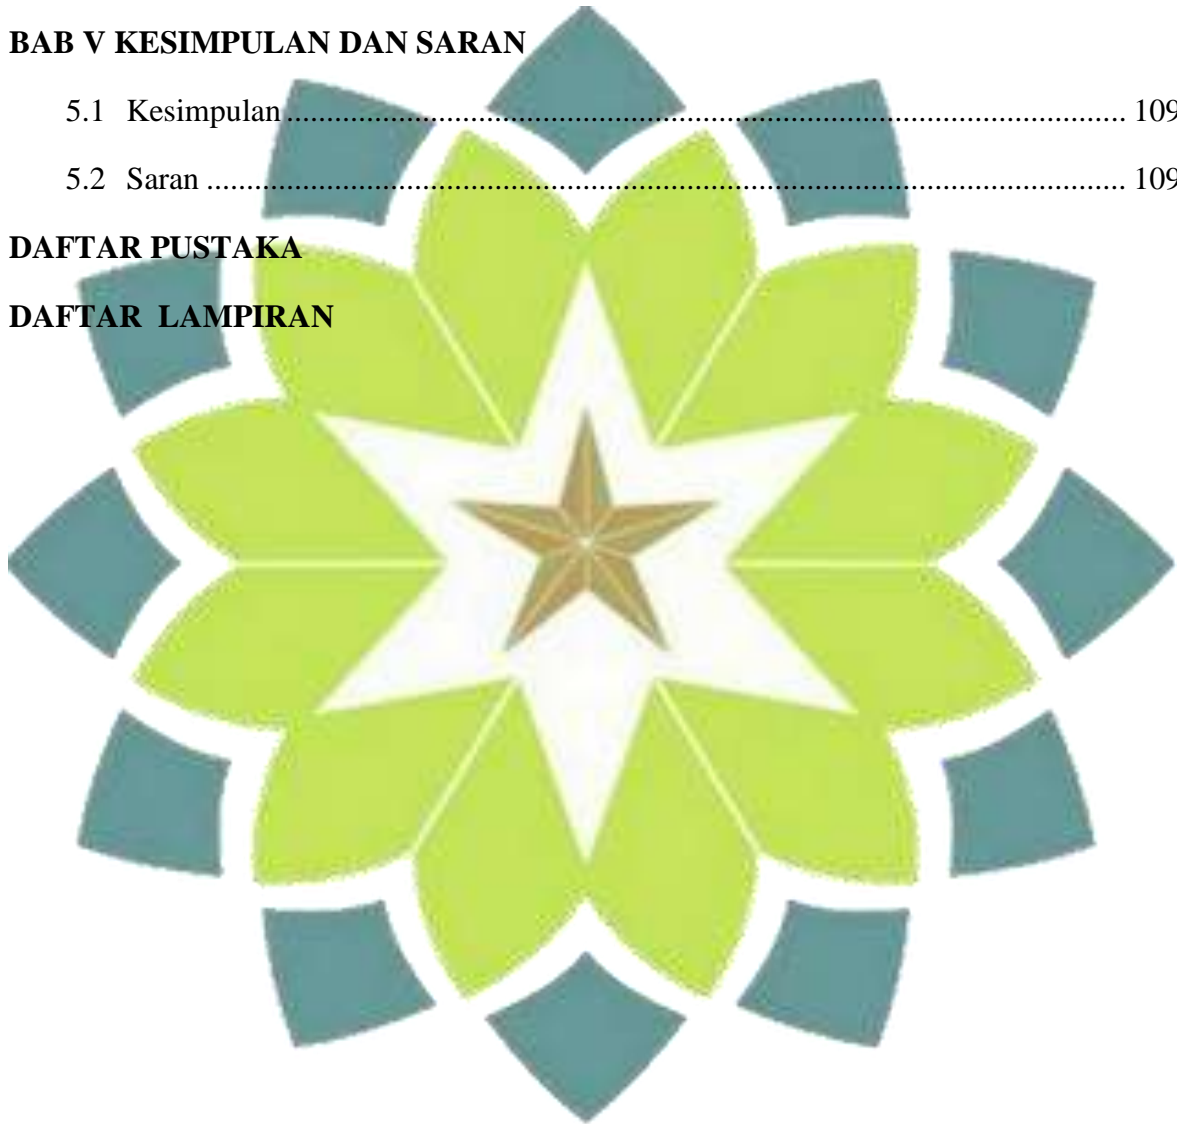 BAB V KESIMPULAN DAN SARAN
5.1 Kesimpulan ........................................................................................................... 109
5.2 Saran ..................................................................................................................... 109
DAFTAR PUSTAKA
DAFTAR LAMPIRAN